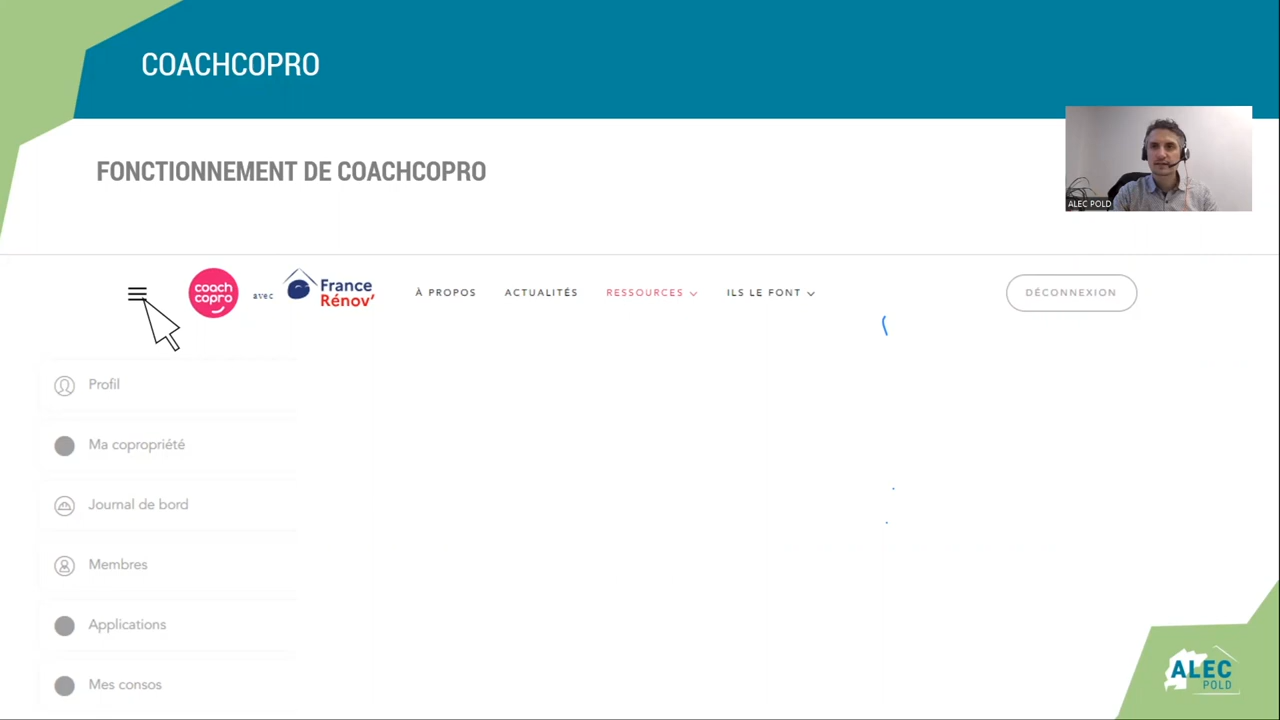 COACHCOPRO
FONCTIONNEMENT DE COACHCOPRO
ALEC POLD
coach
copro
avec
France
Rénov'
À PROPOS
ACTUALITÉS
RESSOURCES
ILS LE FONT
DÉCONNEXION
Profil
Ma copropriété
Journal de bord
Membres
Applications
Mes consos
ALEC
POLD